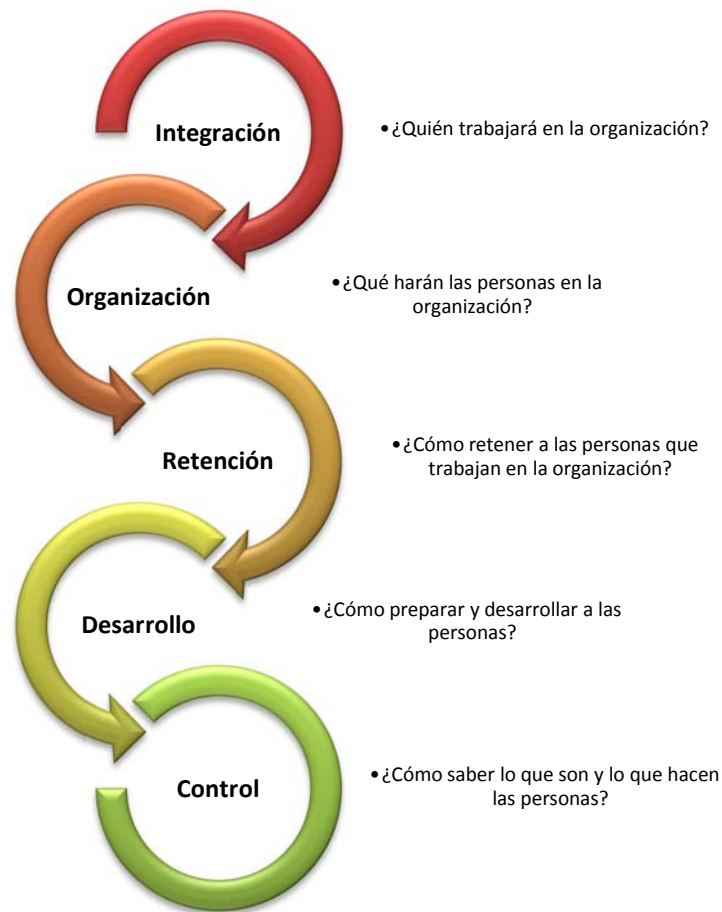 Integración
•¿Quién trabajará en la organización?
Organización
•¿Qué harán las personas en la
organización?
Retención
•¿Cómo retener a las personas que
trabajan en la organización?
Desarrollo
•¿Cómo preparar y desarrollar a las
personas?
Control
•¿Cómo saber lo que son y lo que hacen
las personas?